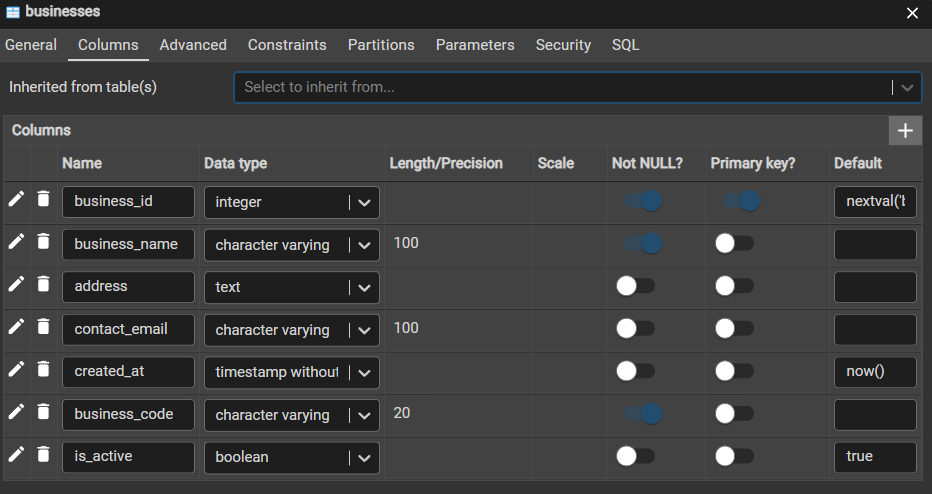 businesses
General Columns Advanced Constraints Partitions Parameters Security SQL
Inherited from table(s) Select to inherit from...
Columns
Name Data type Length/Precision Scale Not NULL? Primary key? Default
business_id integer nextval('b
business_name character varying 100
address text
contact_email character varying 100
created_at timestamp without now()
business_code character varying 20
is_active boolean true